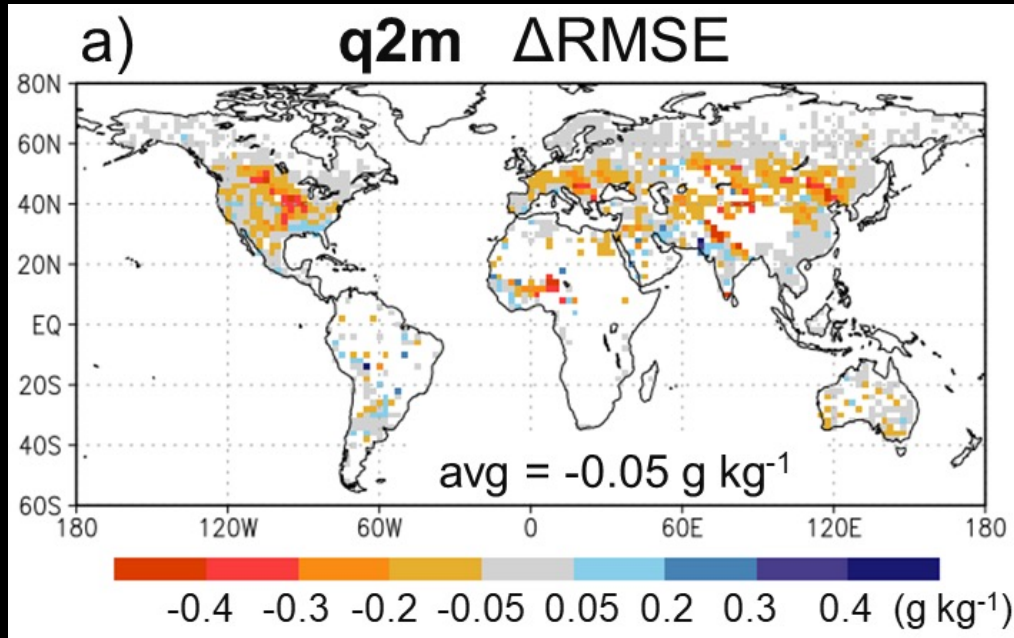 a) q2m ΔRMSE
80N
60N
40N
20N
EQ
20S
40S
60S
avg = -0.05 g kg⁻¹
180 120W 60W 0 60E 120E 180
-0.4 -0.3 -0.2 -0.05 0.05 0.2 0.3 0.4 (g kg⁻¹)